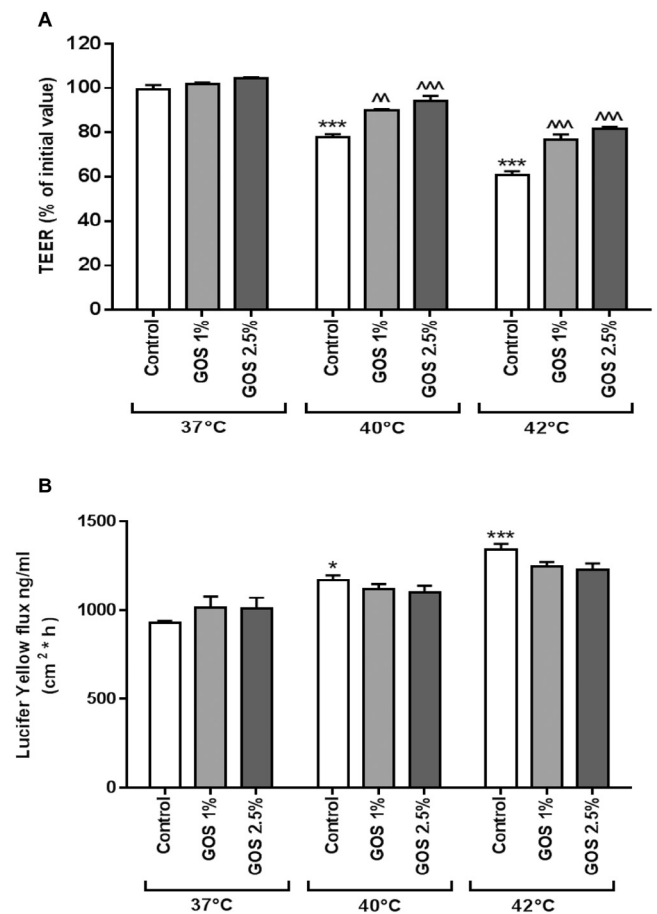 A
TEER (% of initial value)
120
100
80
60
40
20
0
***
^^
^^^
***
^^^
^^^
Control
GOS 1%
GOS 2.5%
Control
GOS 1%
GOS 2.5%
Control
GOS 1%
GOS 2.5%
37°C
40°C
42°C
B
Lucifer Yellow flux ng/ml
(cm 2 * h)
1500
1000
500
0
*
***
Control
GOS 1%
GOS 2.5%
Control
GOS 1%
GOS 2.5%
Control
GOS 1%
GOS 2.5%
37°C
40°C
42°C